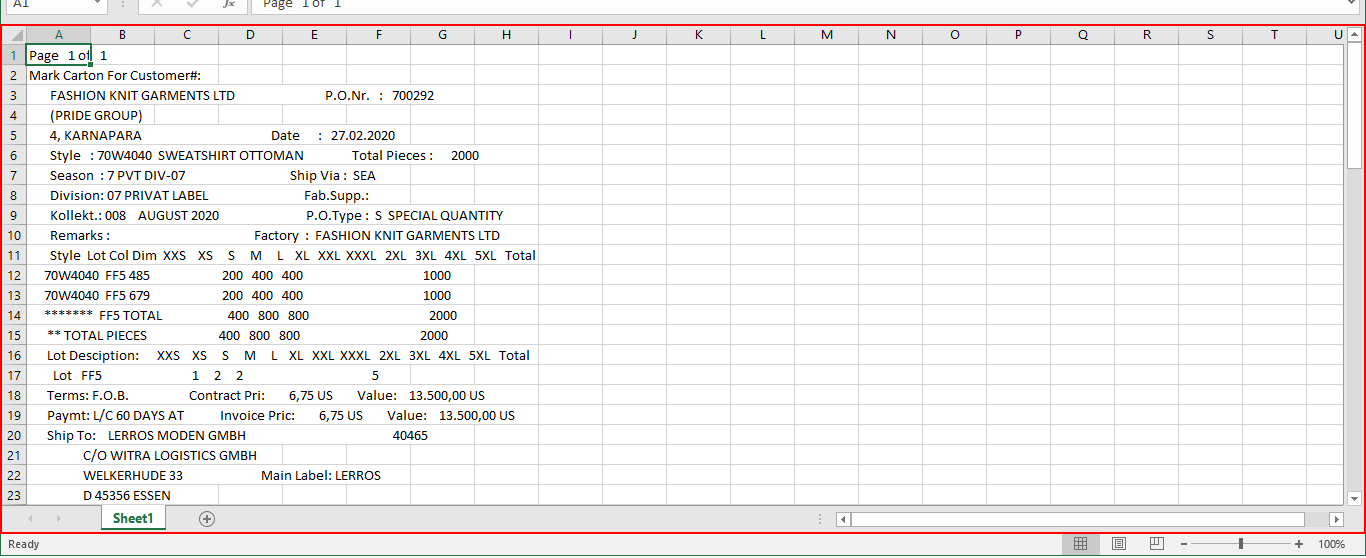 A1 fx Page 1 of 1
A B C D E F G H I J K L M N O P Q R S T U
1 Page 1 of 1
2 Mark Carton For Customer#:
3 FASHION KNIT GARMENTS LTD P.O.Nr. : 700292
4 (PRIDE GROUP)
5 4, KARNAPARA Date : 27.02.2020
6 Style : 70W4040 SWEATSHIRT OTTOMAN Total Pieces : 2000
7 Season : 7 PVT DIV-07 Ship Via : SEA
8 Division: 07 PRIVAT LABEL Fab.Supp.:
9 Kollekt.: 008 AUGUST 2020 P.O.Type : S SPECIAL QUANTITY
10 Remarks : Factory : FASHION KNIT GARMENTS LTD
11 Style Lot Col Dim XXS XS S M L XL XXL XXXL 2XL 3XL 4XL 5XL Total
12 70W4040 FF5 485 200 400 400 1000
13 70W4040 FF5 679 200 400 400 1000
14 ******* FF5 TOTAL 400 800 800 2000
15 ** TOTAL PIECES 400 800 800 2000
16 Lot Desciption: XXS XS S M L XL XXL XXXL 2XL 3XL 4XL 5XL Total
17 Lot FF5 1 2 2 5
18 Terms: F.O.B. Contract Pri: 6,75 US Value: 13.500,00 US
19 Paymt: L/C 60 DAYS AT Invoice Pric: 6,75 US Value: 13.500,00 US
20 Ship To: LERROS MODEN GMBH 40465
21 C/O WITRA LOGISTICS GMBH
22 WELKERHUDE 33 Main Label: LERROS
23 D 45356 ESSEN
Sheet1
Ready 100%